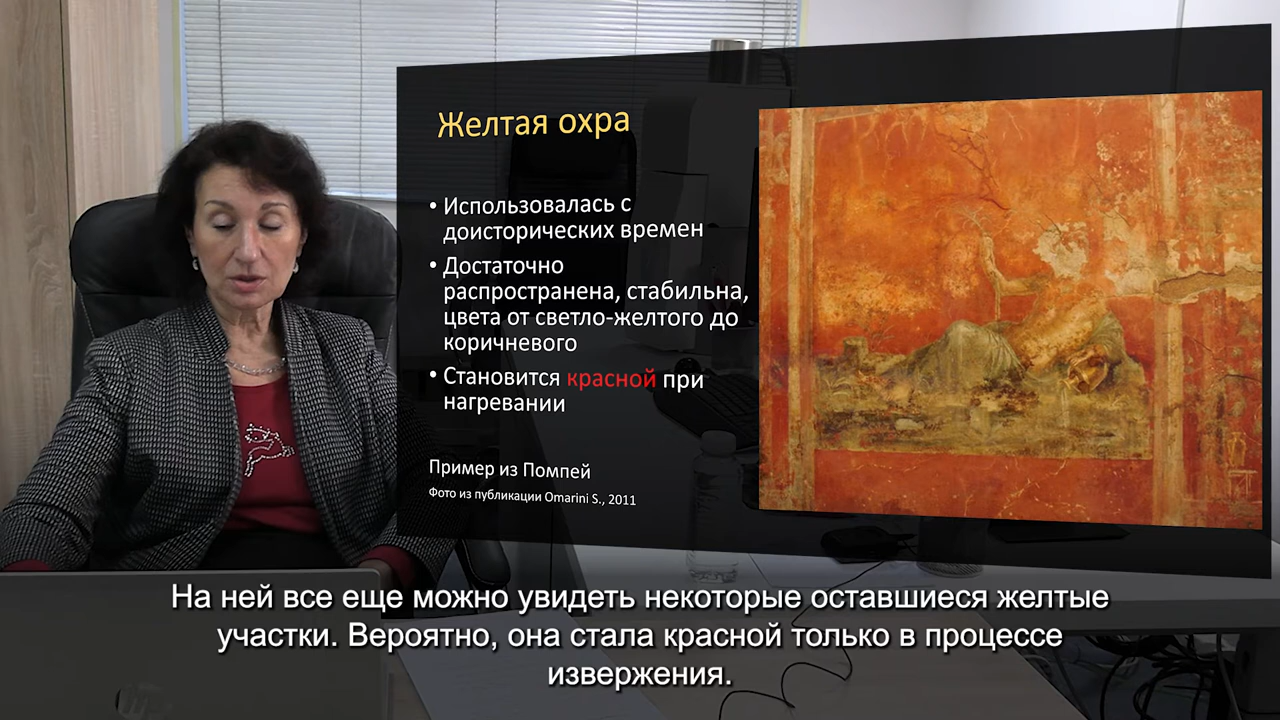 Желтая охра
• Использовалась с
доисторических времен
• Достаточно
распространена, стабильна,
цвета от светло-желтого до
коричневого
• Становится красной при
нагревании
Пример из Помпей
Фото из публикации Omarini S., 2011
На ней все еще можно увидеть некоторые оставшиеся желтые
участки. Вероятно, она стала красной только в процессе
извержения.